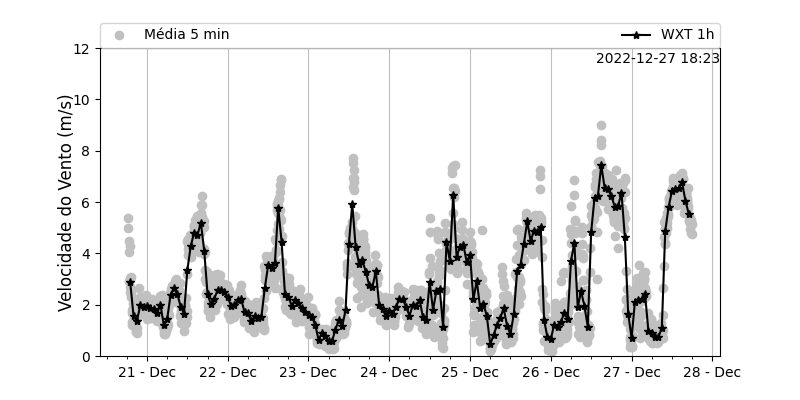 Média 5 min
WXT 1h
2022-12-27 18:23
Velocidade do Vento (m/s)
12
10
8
6
4
2
0
21 - Dec
22 - Dec
23 - Dec
24 - Dec
25 - Dec
26 - Dec
27 - Dec
28 - Dec